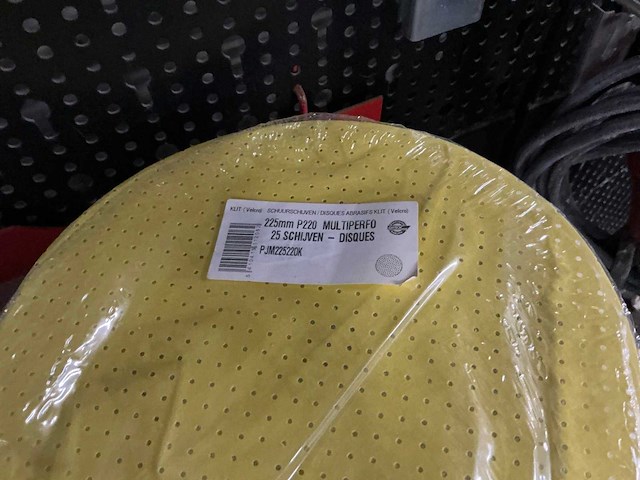 KLIT (Velcro) SCHUURSCHIJVEN / DISQUES ABRASIFS KLIT (Velcro)
225mm P220 MULTIPERFO
25 SCHIJVEN - DISQUES
PJM225220K